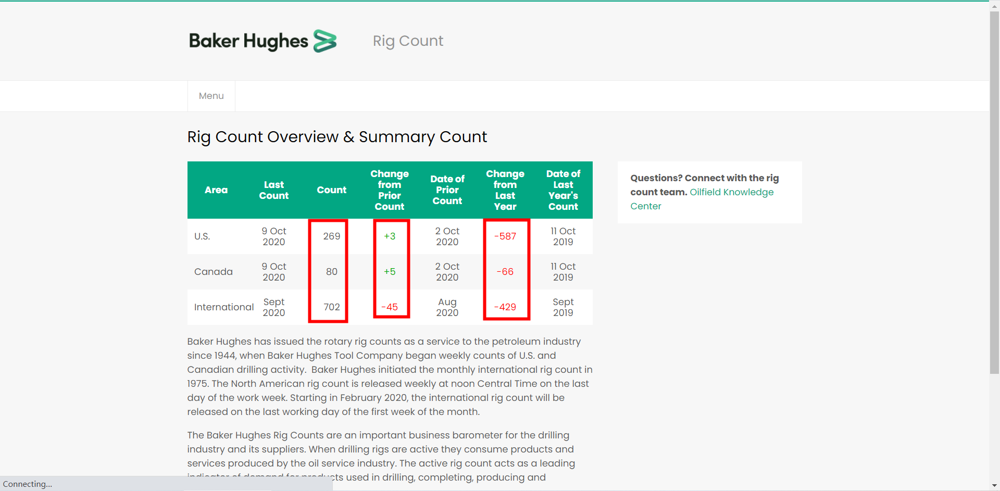 Baker Hughes
Rig Count
Menu
Rig Count Overview & Summary Count
Area Last Count Count Change from Prior Count Date of Prior Count Change from Last Year Date of Last Year's Count
U.S. 9 Oct 2020 269 +3 2 Oct 2020 -587 11 Oct 2019
Canada 9 Oct 2020 80 +5 2 Oct 2020 -66 11 Oct 2019
International Sept 2020 702 -45 Aug 2020 -429 Sept 2019
Questions? Connect with the rig
count team. Oilfield Knowledge
Center
Baker Hughes has issued the rotary rig counts as a service to the petroleum industry
since 1944, when Baker Hughes Tool Company began weekly counts of U.S. and
Canadian drilling activity.  Baker Hughes initiated the monthly international rig count in
1975. The North American rig count is released weekly at noon Central Time on the last
day of the work week. Starting in February 2020, the international rig count will be
released on the last working day of the first week of the month.
The Baker Hughes Rig Counts are an important business barometer for the drilling
industry and its suppliers. When drilling rigs are active they consume products and
services produced by the oil service industry. The active rig count acts as a leading
indicator of demand for products used in drilling, completing, producing and
Connecting...